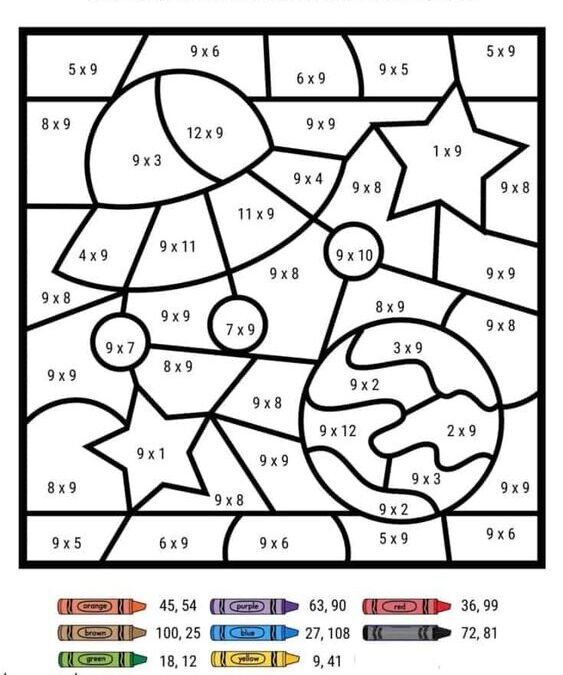 5 x 9
9 x 6
6 x 9
9 x 5
5 x 9
8 x 9
12 x 9
9 x 9
9 x 3
1 x 9
9 x 4
9 x 8
9 x 8
11 x 9
9 x 11
4 x 9
9 x 10
9 x 8
9 x 9
9 x 8
8 x 9
9 x 9
7 x 9
9 x 8
9 x 7
3 x 9
8 x 9
9 x 9
9 x 2
9 x 8
9 x 12
2 x 9
9 x 1
9 x 9
9 x 3
8 x 9
9 x 9
9 x 8
9 x 2
9 x 5
6 x 9
9 x 6
5 x 9
9 x 6
orange 45, 54
purple 63, 90
red 36, 99
brown 100, 25
blue 27, 108
72, 81
green 18, 12
yellow 9, 41